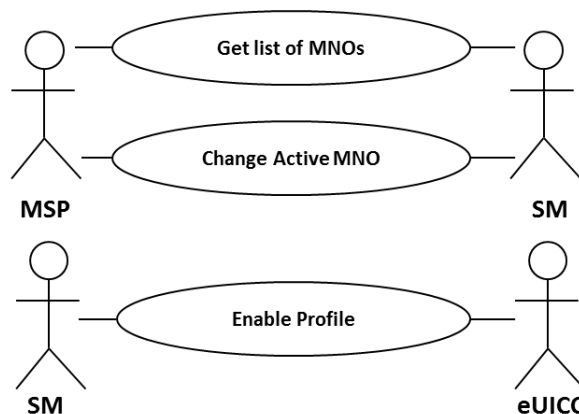 Get list of MNOs
Change Active MNO
MSP
SM
Enable Profile
SM
eUICC